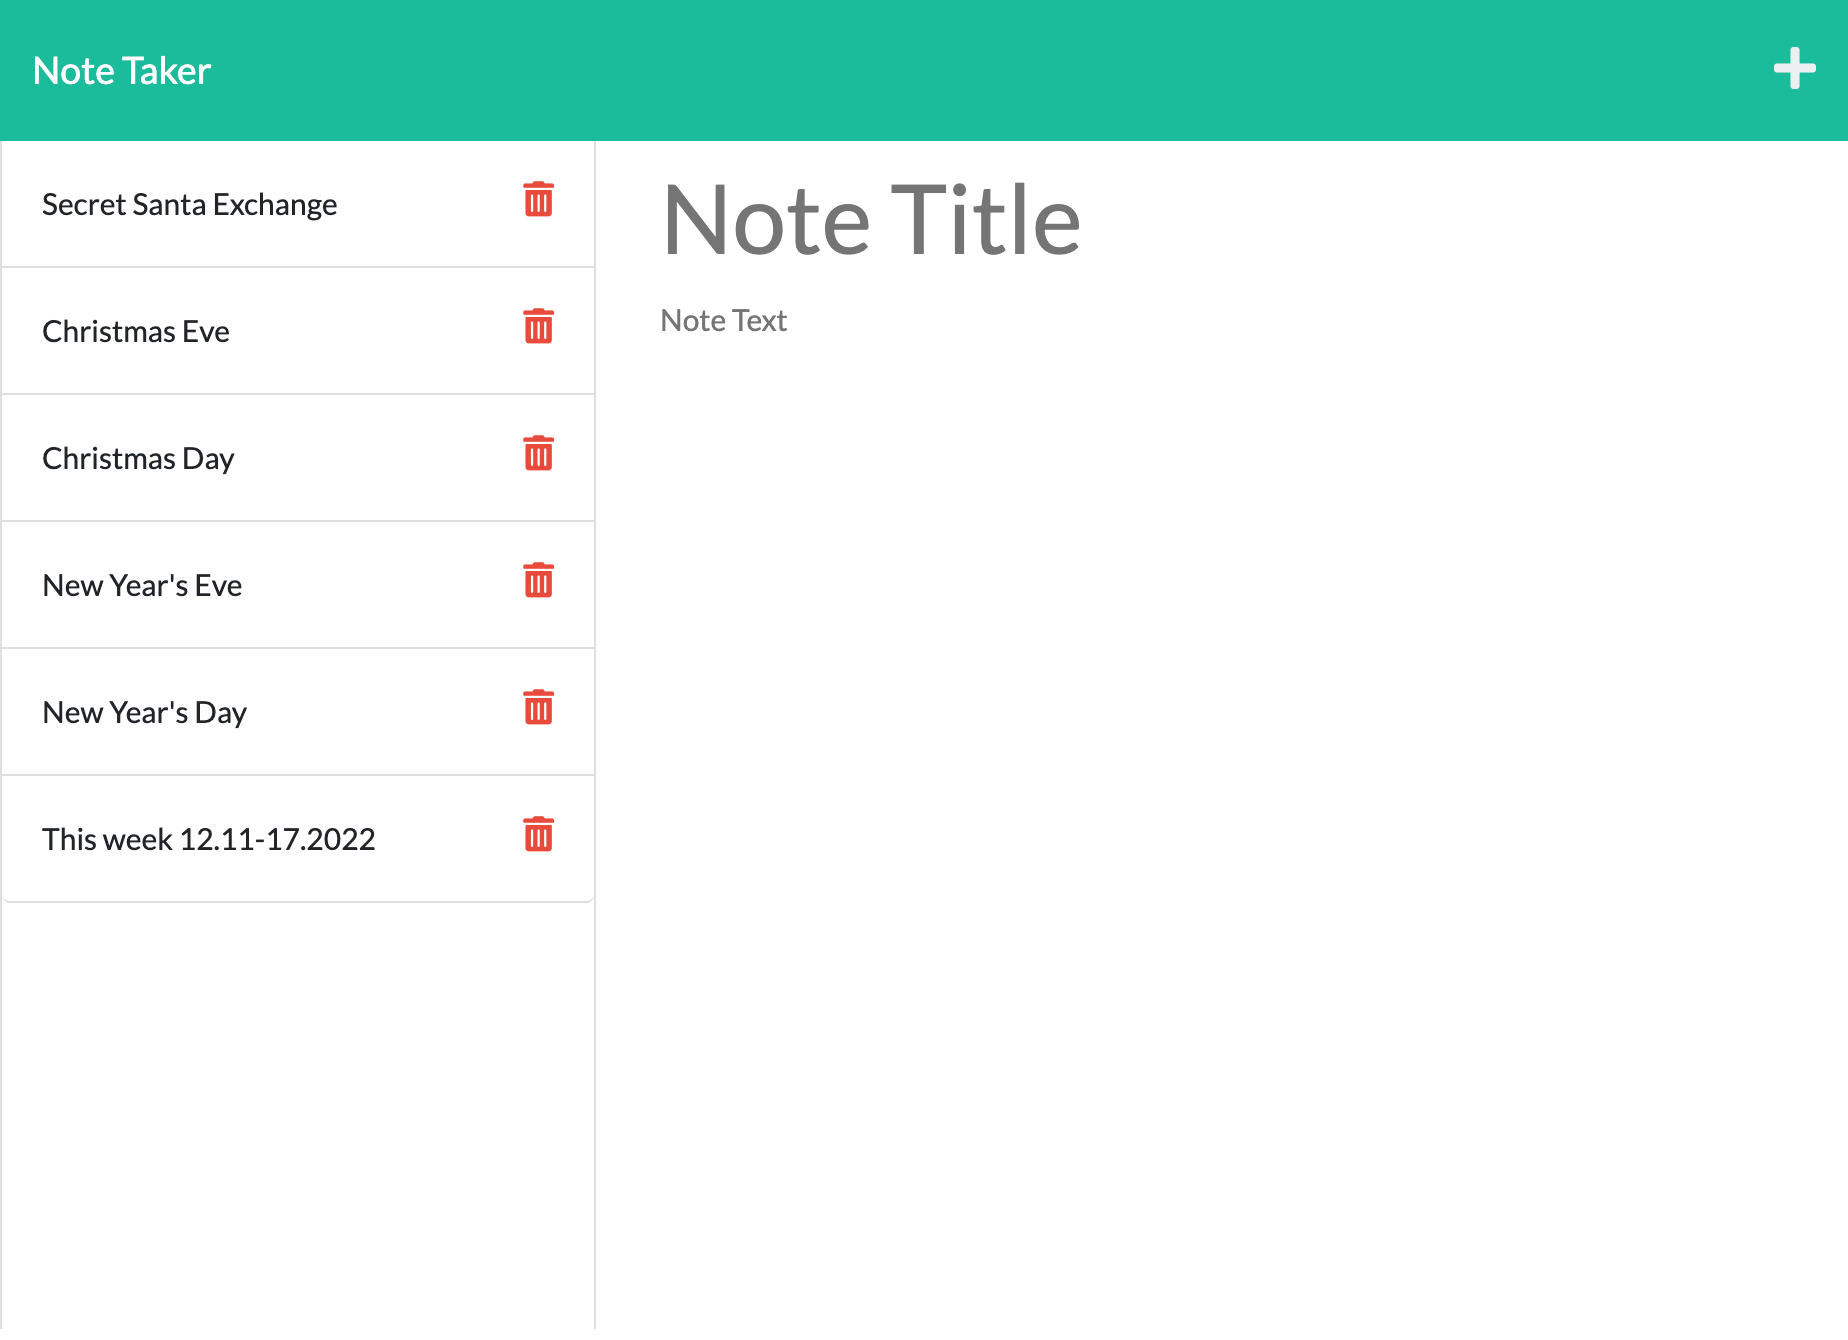 Note Taker
Secret Santa Exchange
Christmas Eve
Christmas Day
New Year's Eve
New Year's Day
This week 12.11-17.2022
Note Title
Note Text